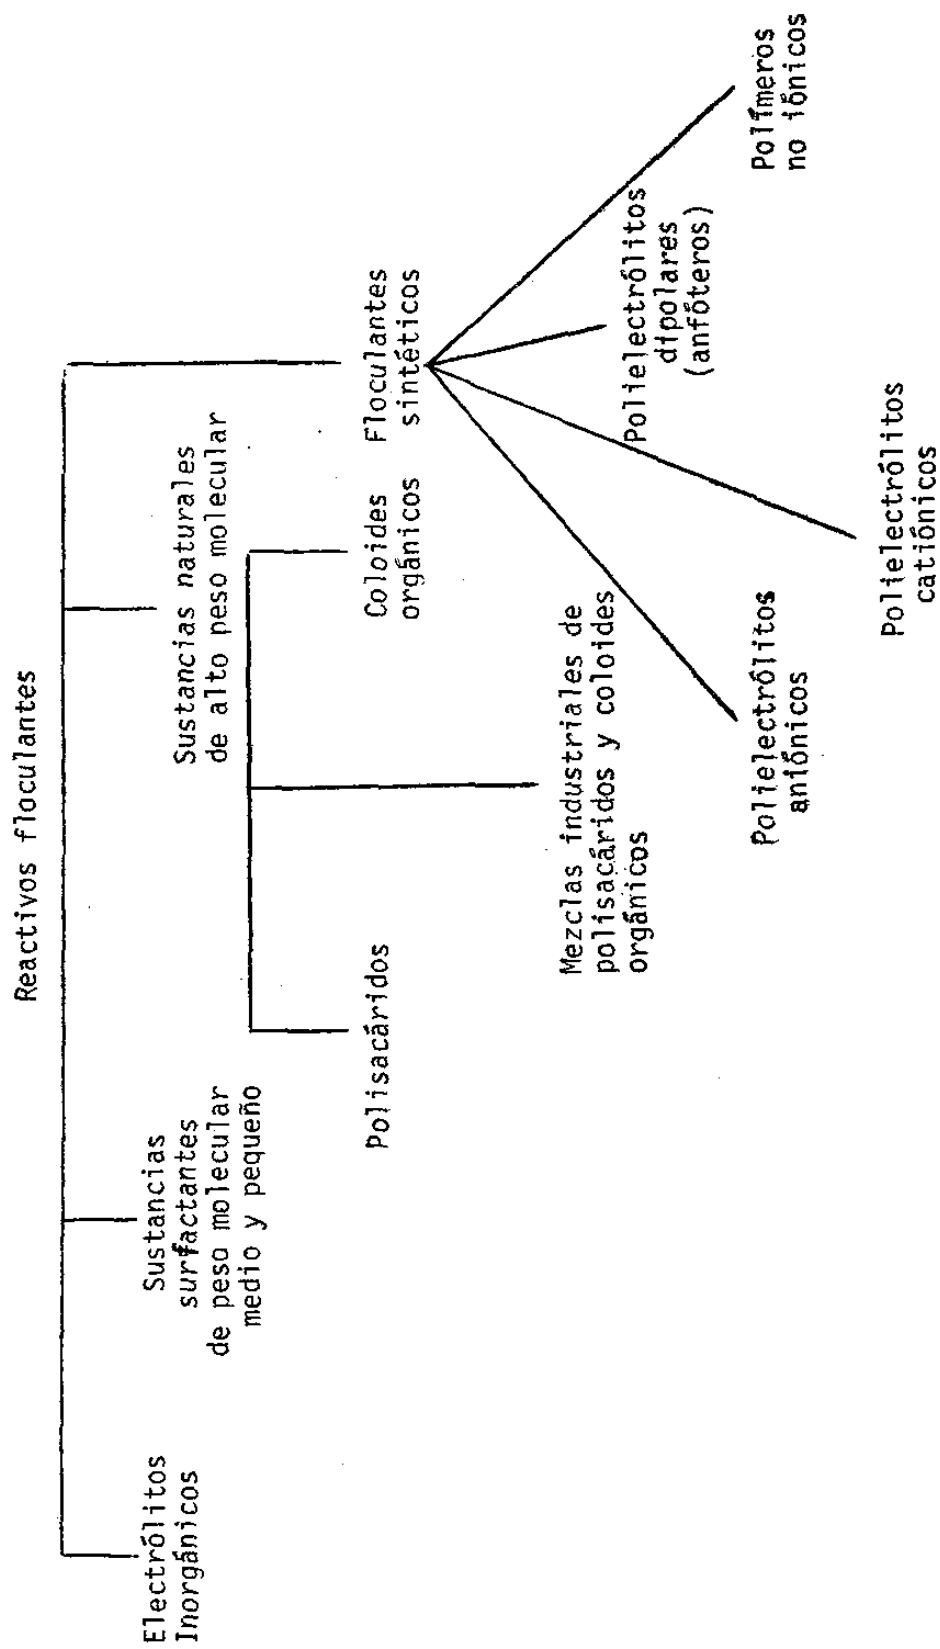 Reactivos floculantes
Electrólitos
Inorgánicos
Sustancias
surfactantes
de peso molecular
medio y pequeño
Sustancias naturales
de alto peso molecular
Polisacáridos
Mezclas industriales de
polisacáridos y coloides
orgánicos
Coloides
orgánicos
Floculantes
sintéticos
Polielectrólitos
aniónicos
Polielectrólitos
catiónicos
Polielectrólitos
dipolares
(anfóteros)
Polímeros
no iónicos